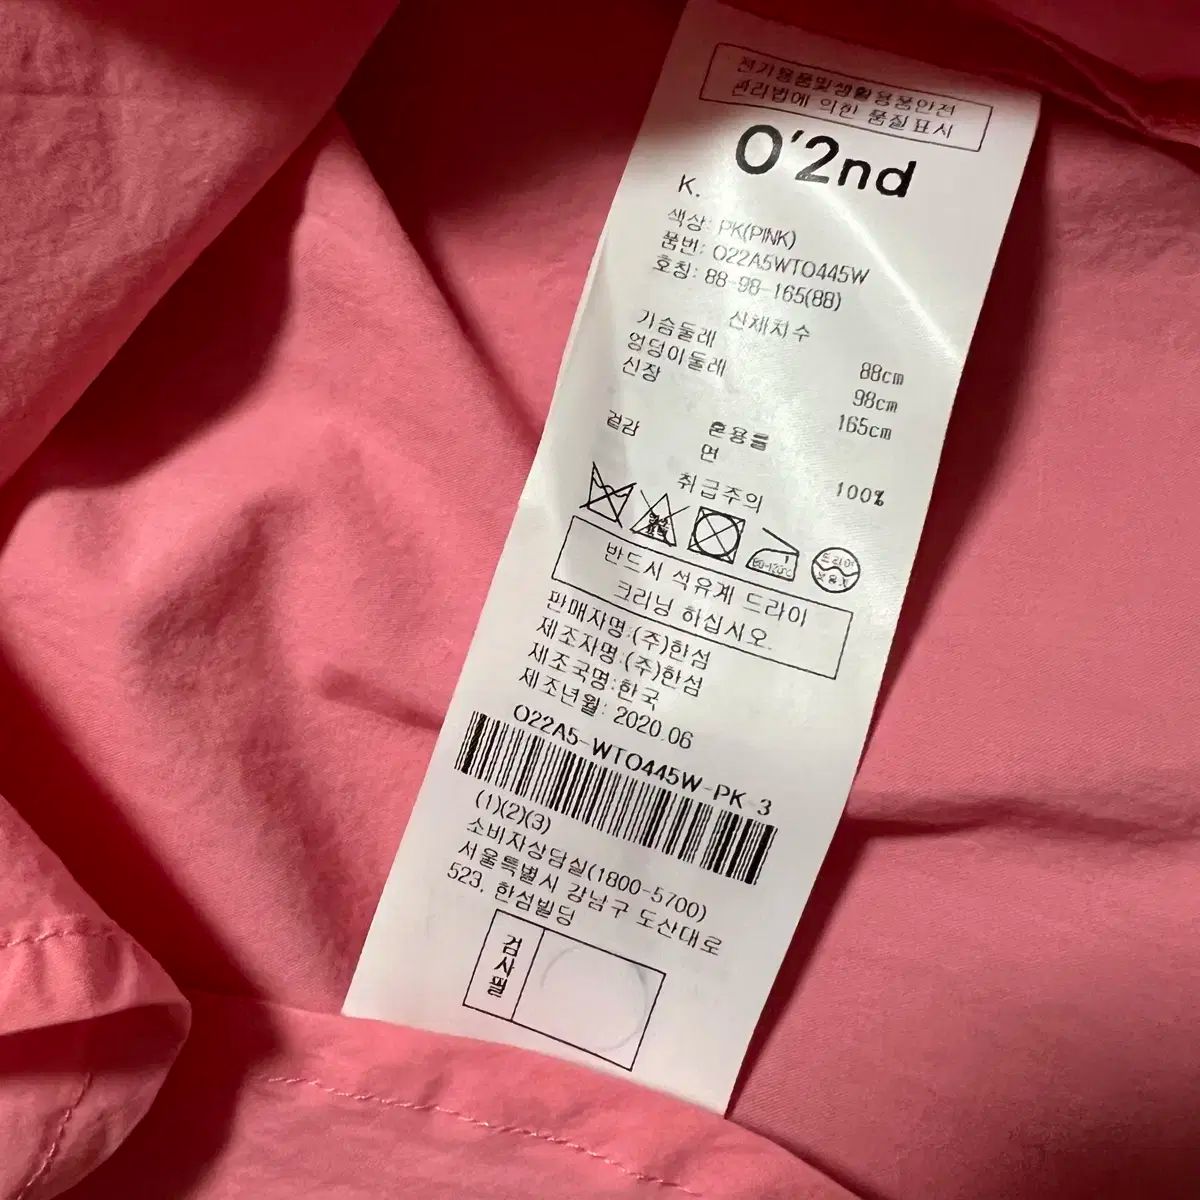 전기용품및생활용품안전
관리법에 의한 품질표시
O'2nd
K.
색상: PK(PINK)
품번: O22A5WTO445W
호칭: 88-98-165(88)
신체치수
가슴둘레 88cm
엉덩이둘레 98cm
신장 165cm
혼용률
겉감 면 100%
취급주의
80~120℃
드라이
반드시 석유계 드라이
크리닝 하십시오.
판매자명:(주)한섬
제조자명:(주)한섬
제조국명:한국
제조년월: 2020.06
O22A5-WTO445W-PK-3
(1)(2)(3)
소비자상담실(1800-5700)
서울특별시 강남구 도산대로
523, 한섬빌딩
검사필